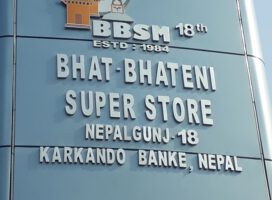 BBSM 18th
ESTD : 1984
BHAT-BHATENI
SUPER STORE
NEPALGUNJ-18
KARKANDO BANKE, NEPAL